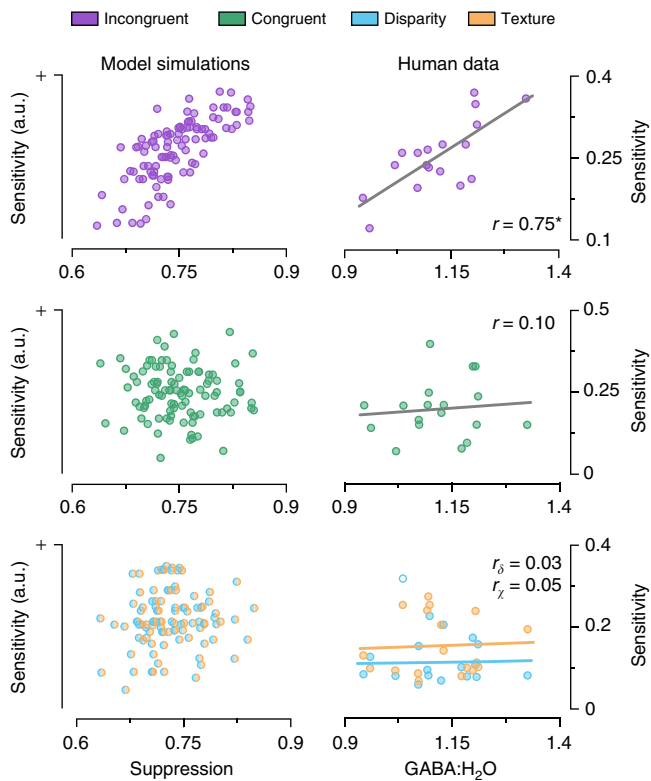 Incongruent Congruent Disparity Texture
Model simulations Human data
+ 0.4
Sensitivity (a.u.) 0.25 Sensitivity
r = 0.75*
0.1
0.6 0.75 0.9 0.9 1.15 1.4
+ 0.5
r = 0.10
Sensitivity (a.u.) 0.25 Sensitivity
0
0.6 0.75 0.9 0.9 1.15 1.4
+ 0.4
rδ = 0.03
rχ = 0.05
Sensitivity (a.u.) 0.2 Sensitivity
0
0.6 0.75 0.9 0.9 1.15 1.4
Suppression GABA:H₂O